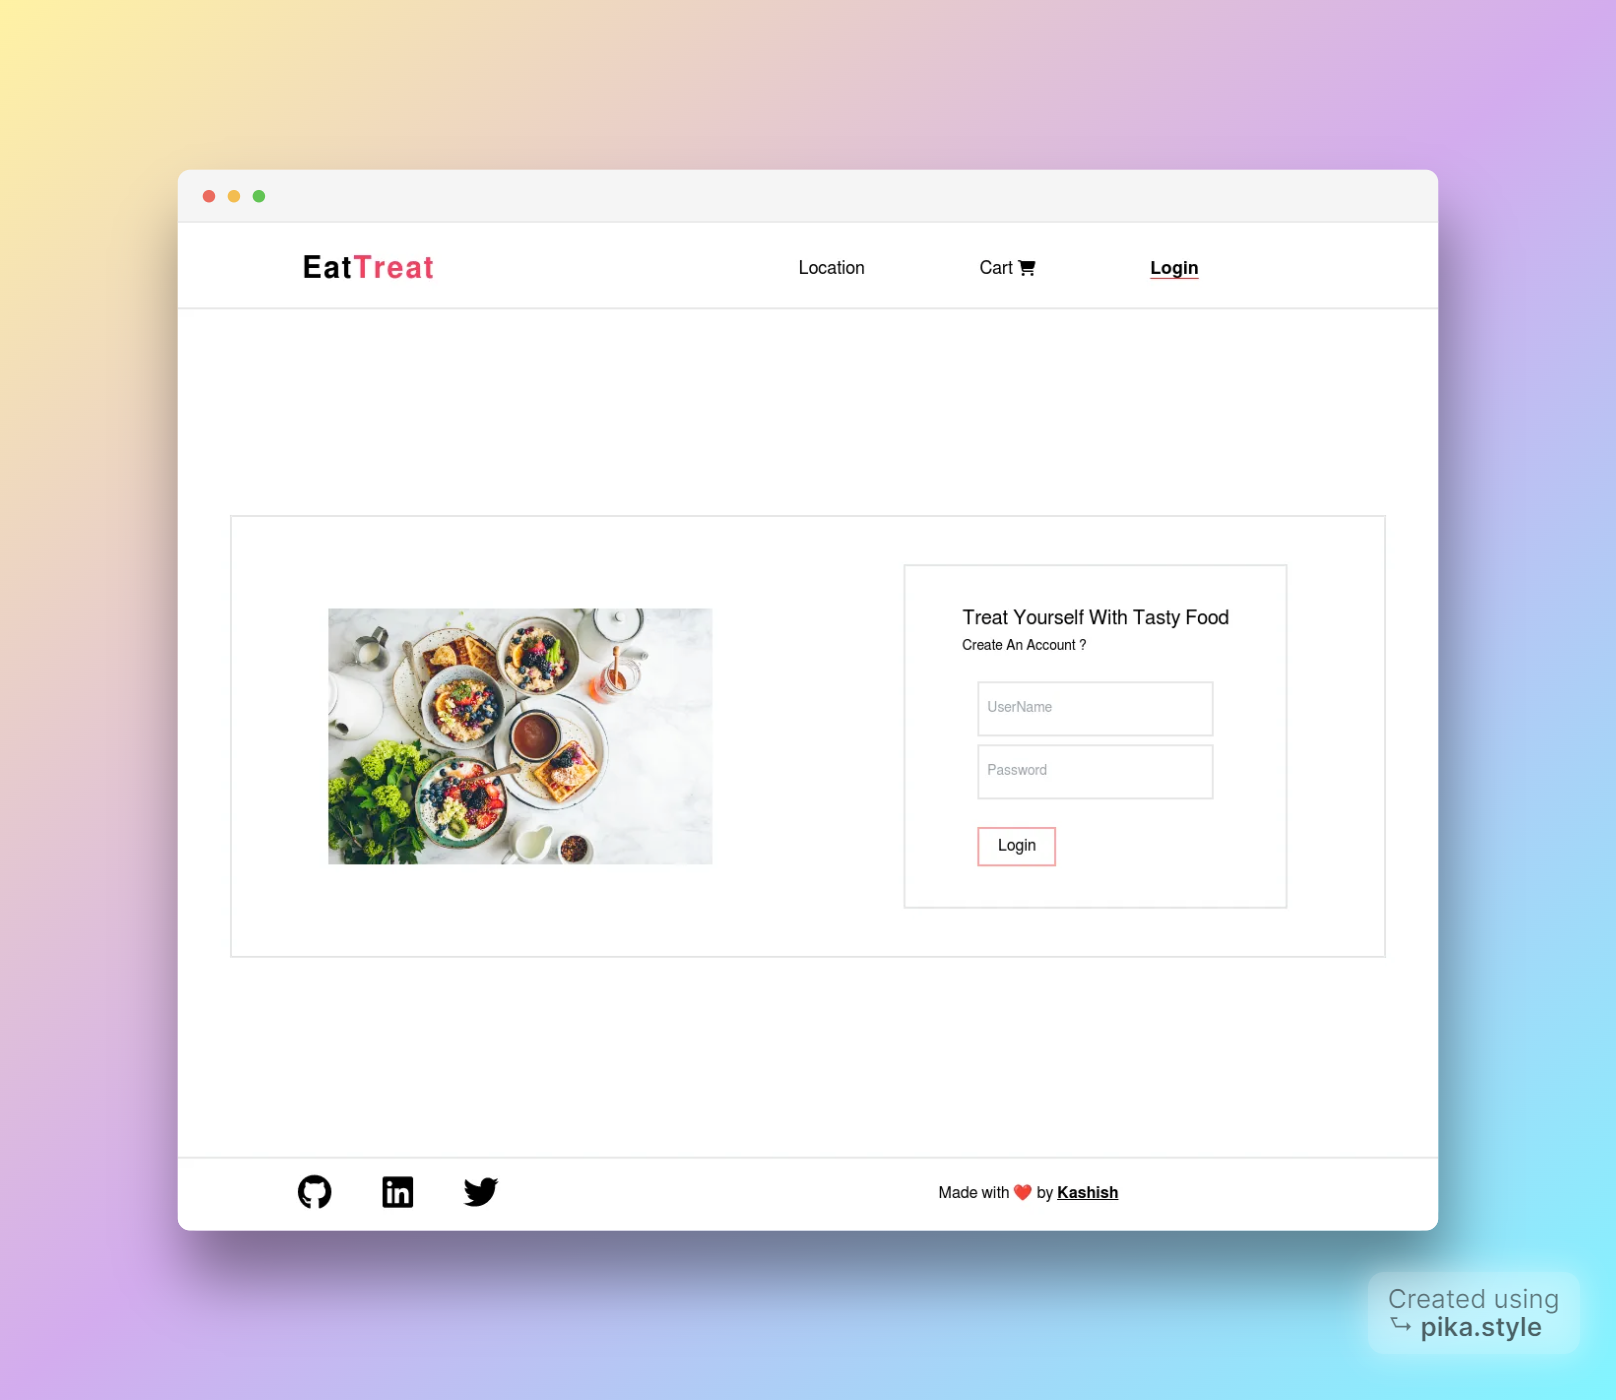 EatTreat
Location
Cart
Login
Treat Yourself With Tasty Food
Create An Account ?
UserName
Password
Login
Made with ❤️ by Kashish
Created using
pika.style